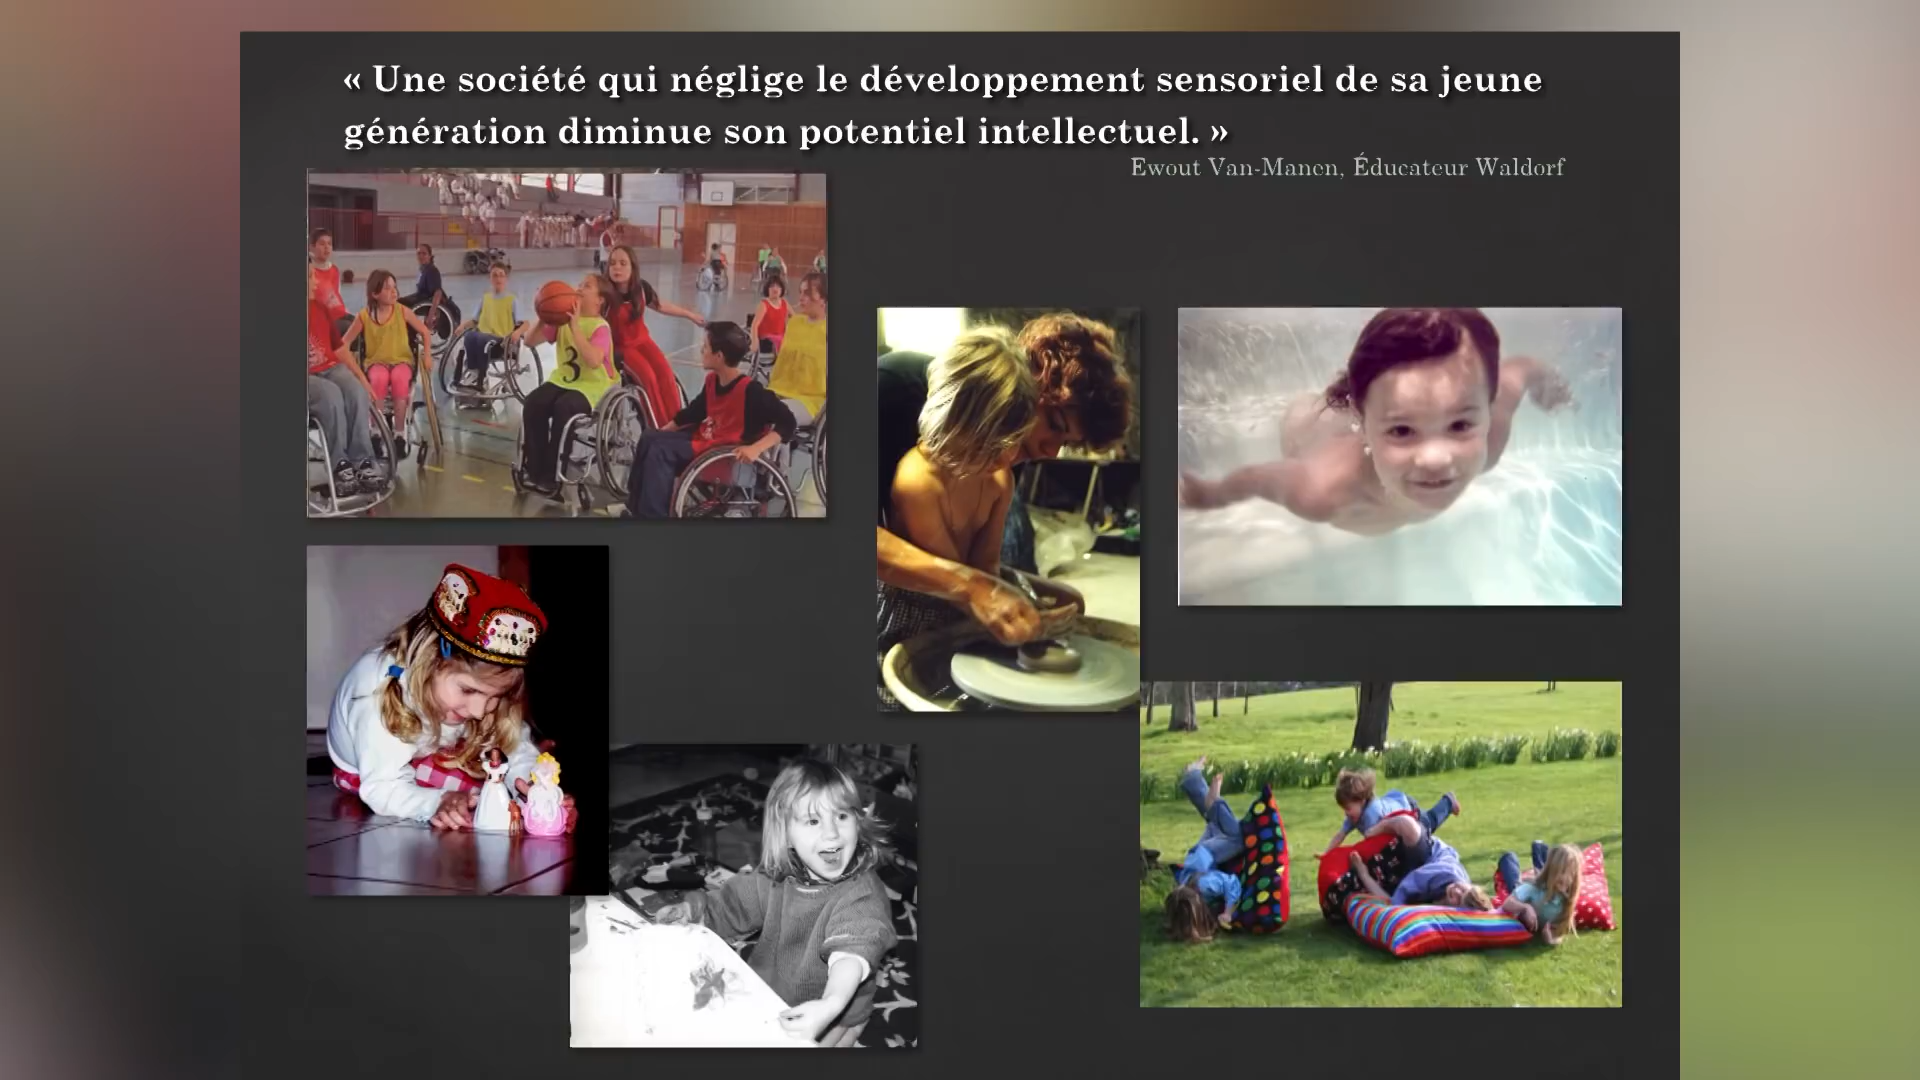 « Une société qui néglige le développement sensoriel de sa jeune
génération diminue son potentiel intellectuel. »
Ewout Van-Manen, Éducateur Waldorf
3